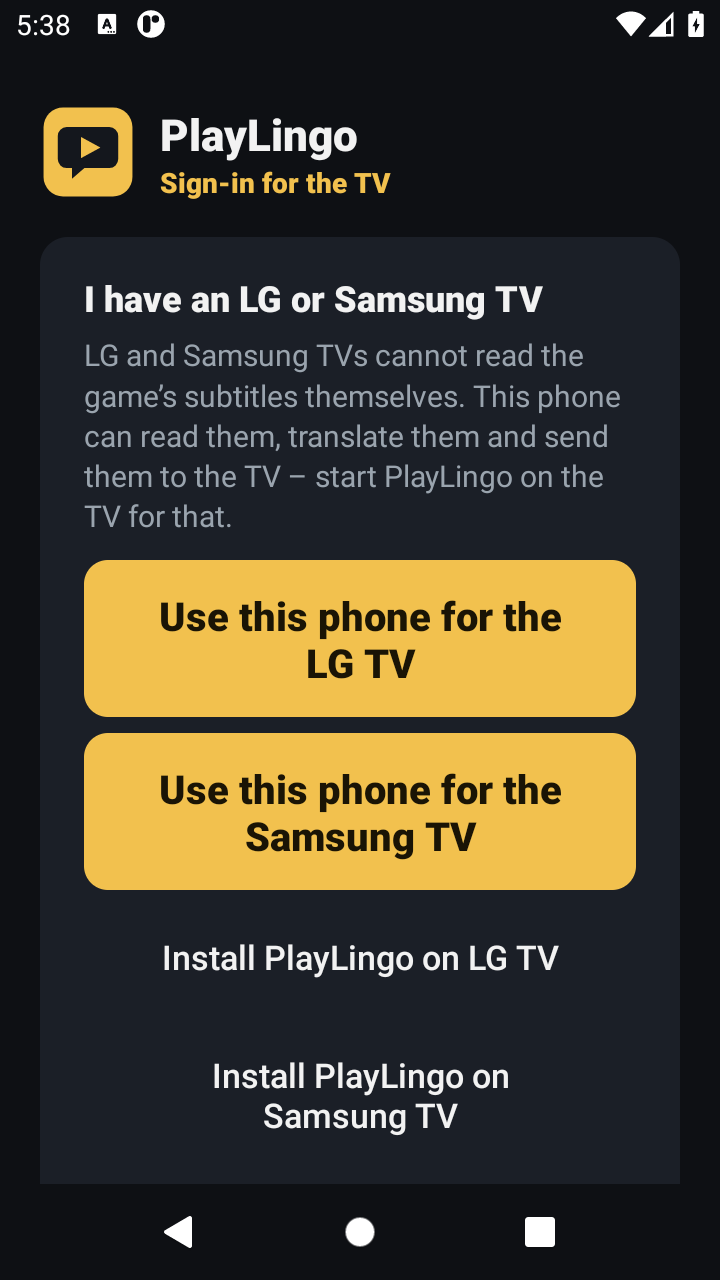 5:38
PlayLingo
Sign-in for the TV
I have an LG or Samsung TV
LG and Samsung TVs cannot read the
game’s subtitles themselves. This phone
can read them, translate them and send
them to the TV – start PlayLingo on the
TV for that.
Use this phone for the
LG TV
Use this phone for the
Samsung TV
Install PlayLingo on LG TV
Install PlayLingo on
Samsung TV